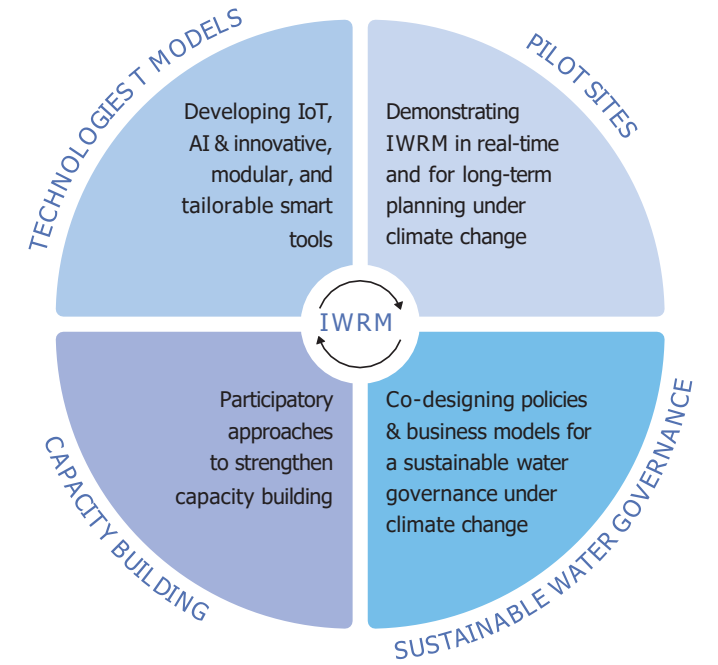 TECHNOLOGIES T MODELS
Developing IoT,
AI & innovative,
modular, and
tailorable smart
tools
PILOT SITES
Demonstrating
IWRM in real-time
and for long-term
planning under
climate change
IWRM
CAPACITY BUILDING
Participatory
approaches
to strengthen
capacity building
SUSTAINABLE WATER GOVERNANCE
Co-designing policies
& business models for
a sustainable water
governance under
climate change